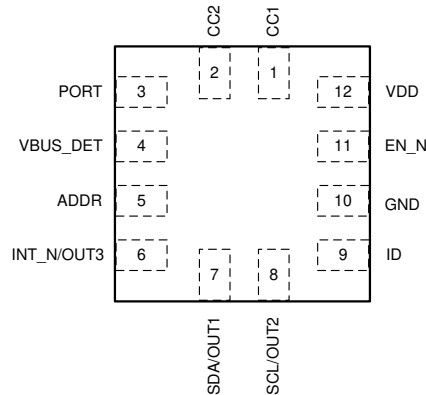 CC2
CC1
2
1
PORT
3
12
VDD
VBUS_DET
4
11
EN_N
ADDR
5
10
GND
INT_N/OUT3
6
9
ID
7
8
SDA/OUT1
SCL/OUT2